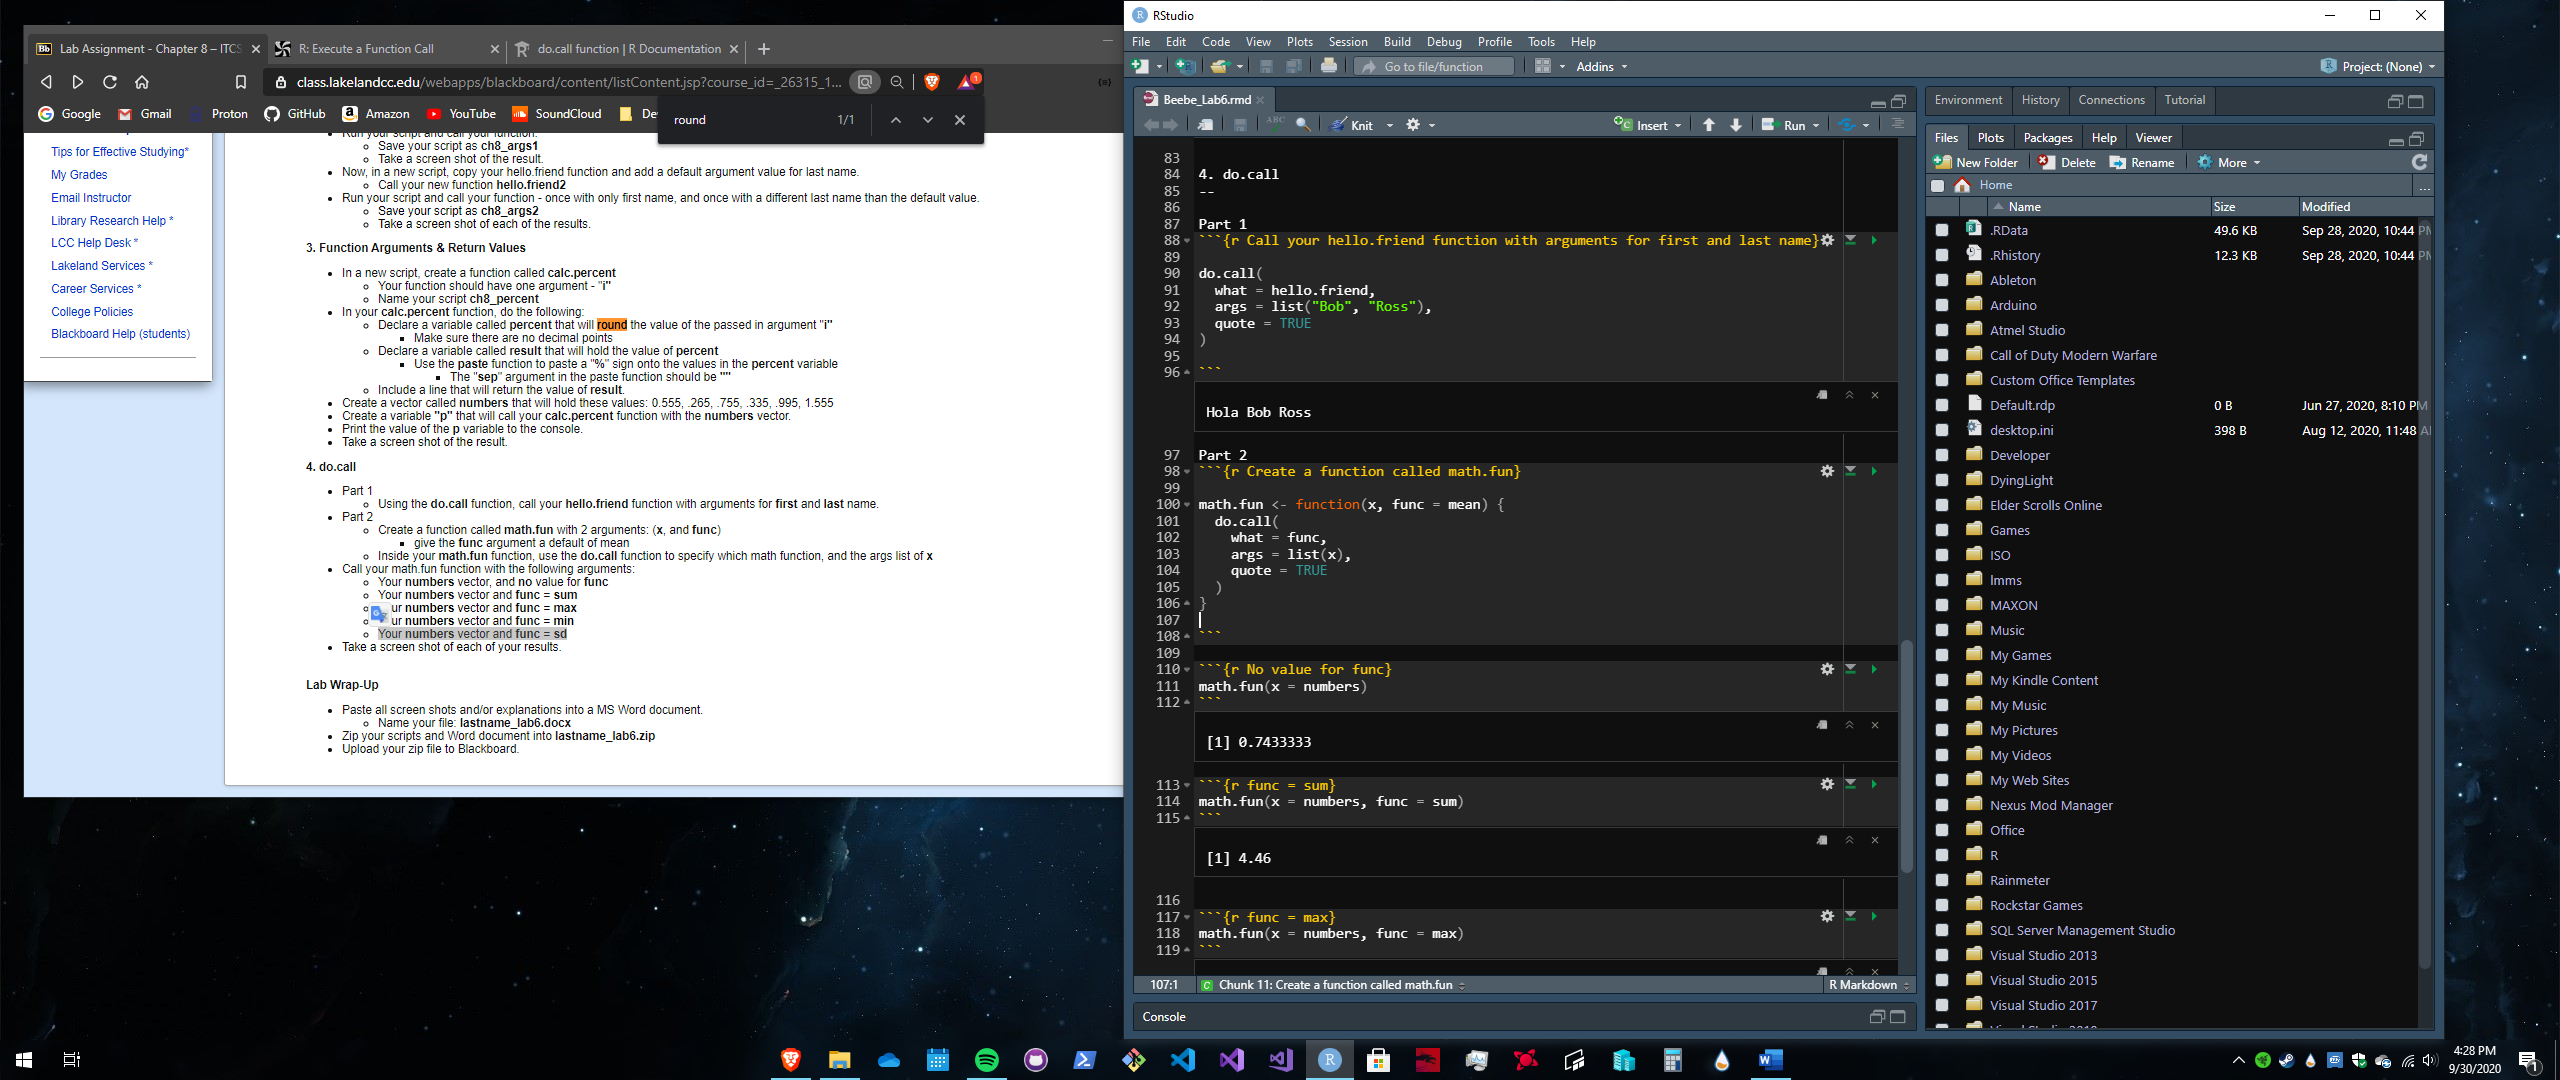 Lab Assignment - Chapter 8 – ITCS
R: Execute a Function Call
do.call function | R Documentation
class.lakelandcc.edu/webapps/blackboard/content/listContent.jsp?course_id=_26315_1...
Google
Gmail
Proton
GitHub
Amazon
YouTube
SoundCloud
De
round
1/1
Tips for Effective Studying*
My Grades
Email Instructor
Library Research Help *
LCC Help Desk *
Lakeland Services *
Career Services *
College Policies
Blackboard Help (students)
Run your script and call your function.
Save your script as ch8_args1
Take a screen shot of the result.
Now, in a new script, copy your hello.friend function and add a default argument value for last name.
Call your new function hello.friend2
Run your script and call your function - once with only first name, and once with a different last name than the default value.
Save your script as ch8_args2
Take a screen shot of each of the results.
3. Function Arguments & Return Values
In a new script, create a function called calc.percent
Your function should have one argument - "i"
Name your script ch8_percent
In your calc.percent function, do the following:
Declare a variable called percent that will round the value of the passed in argument "i"
Make sure there are no decimal points
Declare a variable called result that will hold the value of percent
Use the paste function to paste a "%" sign onto the values in the percent variable
The "sep" argument in the paste function should be ""
Include a line that will return the value of result.
Create a vector called numbers that will hold these values; 0.555, .265, .755, .335, .995, 1.555
Create a variable "p" that will call your calc.percent function with the numbers vector.
Print the value of the p variable to the console.
Take a screen shot of the result.
4. do.call
Part 1
Using the do.call function, call your hello.friend function with arguments for first and last name.
Part 2
Create a function called math.fun with 2 arguments: (x, and func)
give the func argument a default of mean
Inside your math.fun function, use the do.call function to specify which math function, and the args list of x
Call your math.fun function with the following arguments:
Your numbers vector, and no value for func
Your numbers vector and func = sum
ur numbers vector and func = max
ur numbers vector and func = min
Your numbers vector and func = sd
Take a screen shot of each of your results.
Lab Wrap-Up
Paste all screen shots and/or explanations into a MS Word document.
Name your file: lastname_lab6.docx
Zip your scripts and Word document into lastname_lab6.zip
Upload your zip file to Blackboard.
RStudio
File Edit Code View Plots Session Build Debug Profile Tools Help
Go to file/function
Addins
Project: (None)
Beebe_Lab6.rmd
ABC
Knit
Insert
Run
83
84 4. do.call
85 --
86
87 Part 1
88 ```{r Call your hello.friend function with arguments for first and last name}
89
90 do.call(
91 what = hello.friend,
92 args = list("Bob", "Ross"),
93 quote = TRUE
94 )
95
96 ```
Hola Bob Ross
97 Part 2
98 ```{r Create a function called math.fun}
99
100 math.fun <- function(x, func = mean) {
101 do.call(
102 what = func,
103 args = list(x),
104 quote = TRUE
105 )
106 }
107
108 ```
109
110 ```{r No value for func}
111 math.fun(x = numbers)
112 ```
[1] 0.7433333
113 ```{r func = sum}
114 math.fun(x = numbers, func = sum)
115 ```
[1] 4.46
116
117 ```{r func = max}
118 math.fun(x = numbers, func = max)
119 ```
107:1
Chunk 11: Create a function called math.fun
R Markdown
Console
Environment History Connections Tutorial
Files Plots Packages Help Viewer
New Folder Delete Rename More
Home
...
Name Size Modified
.RData 49.6 KB Sep 28, 2020, 10:44 PM
.Rhistory 12.3 KB Sep 28, 2020, 10:44 PM
Ableton
Arduino
Atmel Studio
Call of Duty Modern Warfare
Custom Office Templates
Default.rdp 0 B Jun 27, 2020, 8:10 PM
desktop.ini 398 B Aug 12, 2020, 11:48 A
Developer
DyingLight
Elder Scrolls Online
Games
ISO
lmms
MAXON
Music
My Games
My Kindle Content
My Music
My Pictures
My Videos
My Web Sites
Nexus Mod Manager
Office
R
Rainmeter
Rockstar Games
SQL Server Management Studio
Visual Studio 2013
Visual Studio 2015
Visual Studio 2017
4:28 PM
9/30/2020